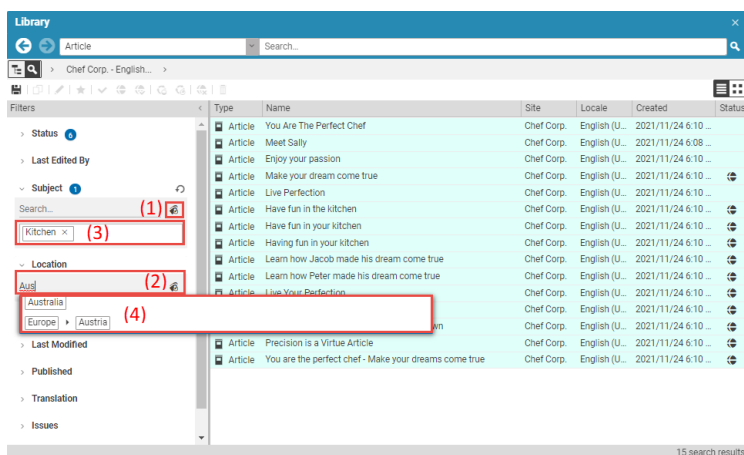 Library
Article Search...
Chef Corp. - English...
Filters Type Name Site Locale Created Status
Status 6
Last Edited By
Subject 1
Search... (1)
Kitchen × (3)
Location
Aus (2)
Australia
Europe Austria (4)
Last Modified
Published
Translation
Issues
Article You Are The Perfect Chef Chef Corp. English (U... 2021/11/24 6:10 ...
Article Meet Sally Chef Corp. English (U... 2021/11/24 6:08 ...
Article Enjoy your passion Chef Corp. English (U... 2021/11/24 6:10 ...
Article Make your dream come true Chef Corp. English (U... 2021/11/24 6:10 ...
Article Live Perfection Chef Corp. English (U... 2021/11/24 6:10 ...
Article Have fun in the kitchen Chef Corp. English (U... 2021/11/24 6:10 ...
Article Have fun in your kitchen Chef Corp. English (U... 2021/11/24 6:10 ...
Article Having fun in your kitchen Chef Corp. English (U... 2021/11/24 6:10 ...
Article Learn how Jacob made his dream come true Chef Corp. English (U... 2021/11/24 6:10 ...
Article Learn how Peter made his dream come true Chef Corp. English (U... 2021/11/24 6:10 ...
Article Live Your Perfection Chef Corp. English (U... 2021/11/24 6:10 ...
Chef Corp. English (U... 2021/11/24 6:10 ...
wn Chef Corp. English (U... 2021/11/24 6:10 ...
Article Precision is a Virtue Article Chef Corp. English (U... 2021/11/24 6:10 ...
Article You are the perfect chef - Make your dreams come true Chef Corp. English (U... 2021/11/24 6:10 ...
15 search results